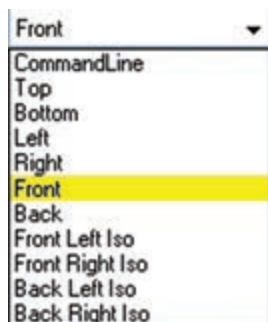 Front
CommandLine
Top
Bottom
Left
Right
Front
Back
Front Left Iso
Front Right Iso
Back Left Iso
Back Right Iso